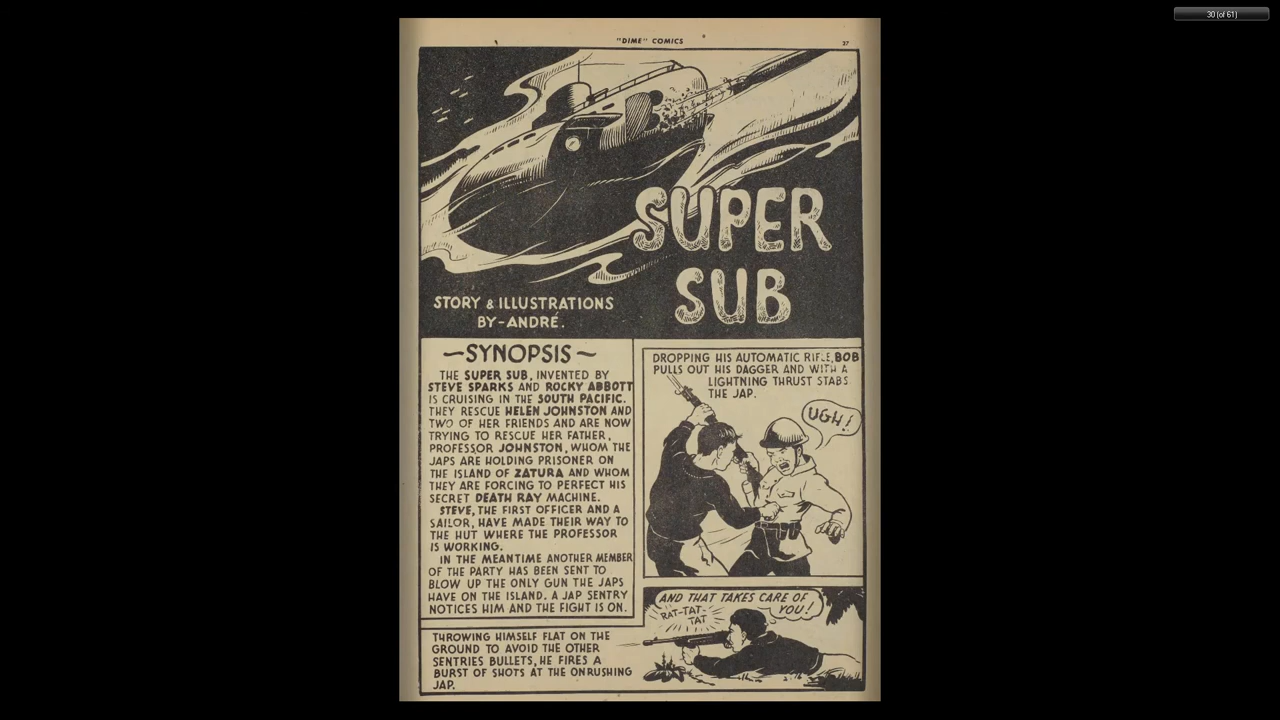 30 (of 61)
"DIME" COMICS
37
SUPER
SUB
STORY & ILLUSTRATIONS
BY-ANDRÉ.
~SYNOPSIS~
THE SUPER SUB, INVENTED BY
STEVE SPARKS AND ROCKY ABBOTT
IS CRUISING IN THE SOUTH PACIFIC.
THEY RESCUE HELEN JOHNSTON AND
TWO OF HER FRIENDS AND ARE NOW
TRYING TO RESCUE HER FATHER,
PROFESSOR JOHNSTON, WHOM THE
JAPS ARE HOLDING PRISONER ON
THE ISLAND OF ZATURA AND WHOM
THEY ARE FORCING TO PERFECT HIS
SECRET DEATH RAY MACHINE.
STEVE, THE FIRST OFFICER AND A
SAILOR, HAVE MADE THEIR WAY TO
THE HUT WHERE THE PROFESSOR
IS WORKING.
IN THE MEANTIME ANOTHER MEMBER
OF THE PARTY HAS BEEN SENT TO
BLOW UP THE ONLY GUN THE JAPS
HAVE ON THE ISLAND. A JAP SENTRY
NOTICES HIM AND THE FIGHT IS ON.
DROPPING HIS AUTOMATIC RIFLE, BOB
PULLS OUT HIS DAGGER AND WITH A
LIGHTNING THRUST STABS
THE JAP.
UGH!
THROWING HIMSELF FLAT ON THE
GROUND TO AVOID THE OTHER
SENTRIES BULLETS, HE FIRES A
BURST OF SHOTS AT THE ONRUSHING
JAP.
AND THAT TAKES CARE OF
YOU!
RAT-TAT-
TAT